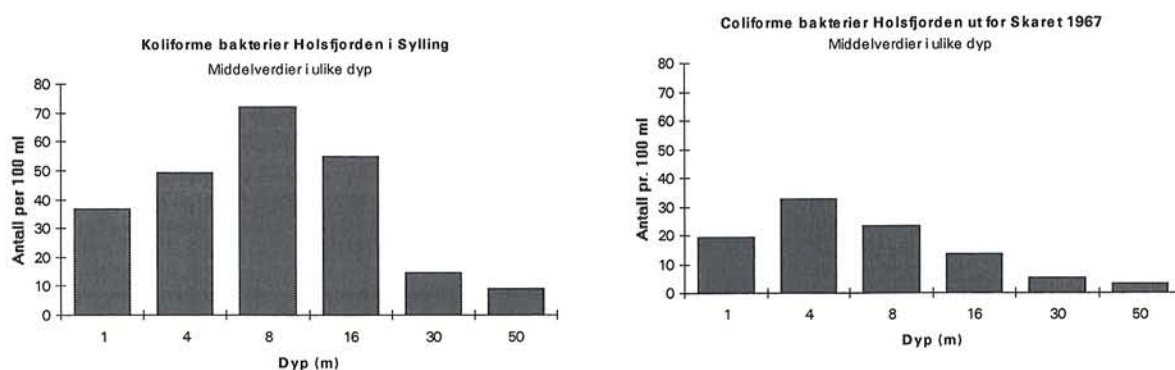 Koliforme bakterier Holsfjorden i Sylling
Middelverdier i ulike dyp
Antall per 100 ml
80
70
60
50
40
30
20
10
0
1 4 8 16 30 50
Dyp (m)
Coliforme bakterier Holsfjorden ut for Skaret 1967
Middelverdier i ulike dyp
Antall pr. 100 ml
80
70
60
50
40
30
20
10
0
1 4 8 16 30 50
Dyp (m)